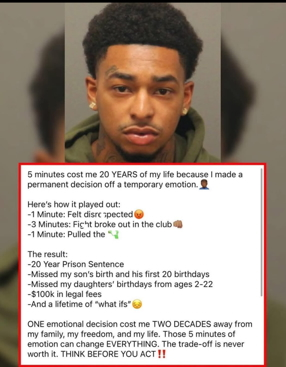 5 minutes cost me 20 YEARS of my life because I made a
permanent decision off a temporary emotion.🤦🏾‍♂️
Here's how it played out:
-1 Minute: Felt disrespected😡
-3 Minutes: Fight broke out in the club👊🏾
-1 Minute: Pulled the 🔫
The result:
-20 Year Prison Sentence
-Missed my son's birth and his first 20 birthdays
-Missed my daughters' birthdays from ages 2-22
-$100k in legal fees
-And a lifetime of "what ifs"😔
ONE emotional decision cost me TWO DECADES away from
my family, my freedom, and my life. Those 5 minutes of
emotion can change EVERYTHING. The trade-off is never
worth it. THINK BEFORE YOU ACT‼️